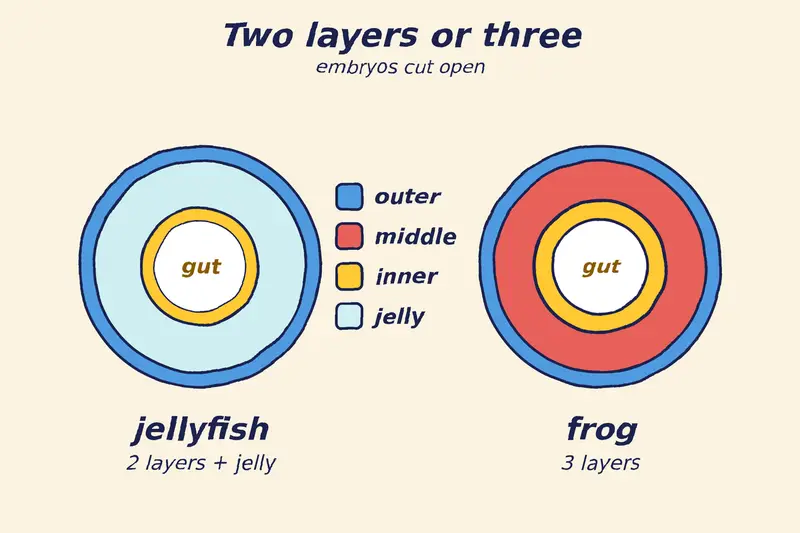 Two layers or three
embryos cut open
gut
outer
middle
inner
jelly
gut
jellyfish
2 layers + jelly
frog
3 layers